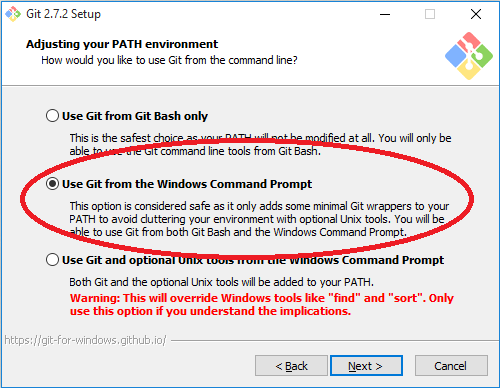 Git 2.7.2 Setup
Adjusting your PATH environment
How would you like to use Git from the command line?
Use Git from Git Bash only
This is the safest choice as your PATH will not be modified at all. You will only be
able to use the Git command line tools from Git Bash.
Use Git from the Windows Command Prompt
This option is considered safe as it only adds some minimal Git wrappers to your
PATH to avoid cluttering your environment with optional Unix tools. You will be
able to use Git from both Git Bash and the Windows Command Prompt.
Use Git and optional Unix tools from the Windows Command Prompt
Both Git and the optional Unix tools will be added to your PATH.
Warning: This will override Windows tools like "find" and "sort". Only
use this option if you understand the implications.
https://git-for-windows.github.io/
< Back
Next >
Cancel